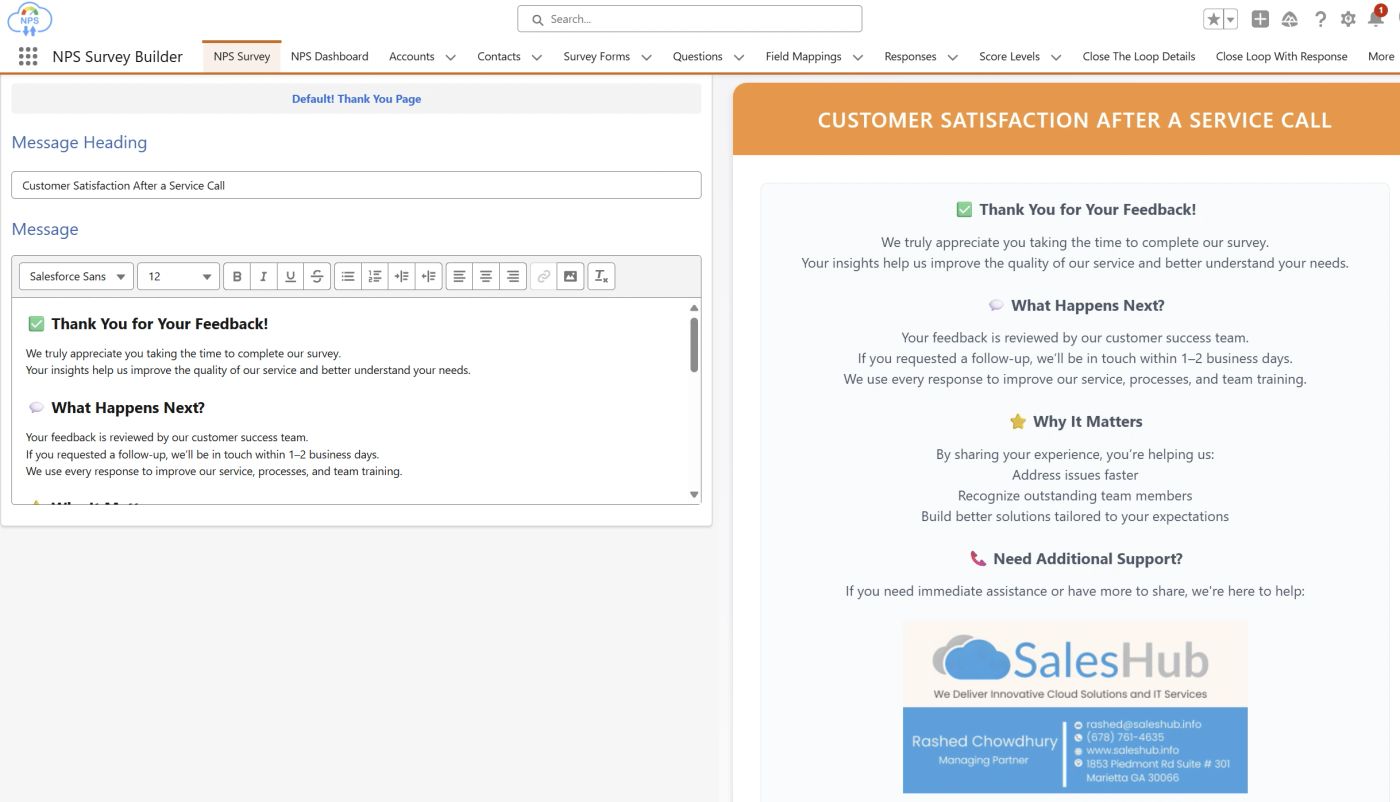 NPS
Search...
1
NPS Survey Builder
NPS Survey
NPS Dashboard
Accounts
Contacts
Survey Forms
Questions
Field Mappings
Responses
Score Levels
Close The Loop Details
Close Loop With Response
More
Default! Thank You Page
Message Heading
Customer Satisfaction After a Service Call
Message
Salesforce Sans
12
B I U S
Thank You for Your Feedback!
We truly appreciate you taking the time to complete our survey.
Your insights help us improve the quality of our service and better understand your needs.
What Happens Next?
Your feedback is reviewed by our customer success team.
If you requested a follow-up, we’ll be in touch within 1–2 business days.
We use every response to improve our service, processes, and team training.
CUSTOMER SATISFACTION AFTER A SERVICE CALL
Thank You for Your Feedback!
We truly appreciate you taking the time to complete our survey.
Your insights help us improve the quality of our service and better understand your needs.
What Happens Next?
Your feedback is reviewed by our customer success team.
If you requested a follow-up, we’ll be in touch within 1–2 business days.
We use every response to improve our service, processes, and team training.
Why It Matters
By sharing your experience, you’re helping us:
Address issues faster
Recognize outstanding team members
Build better solutions tailored to your expectations
Need Additional Support?
If you need immediate assistance or have more to share, we're here to help:
SalesHub
We Deliver Innovative Cloud Solutions and IT Services
Rashed Chowdhury
Managing Partner
rashed@saleshub.info
(678) 761-4635
www.saleshub.info
1853 Piedmont Rd Suite # 301
Marietta GA 30066